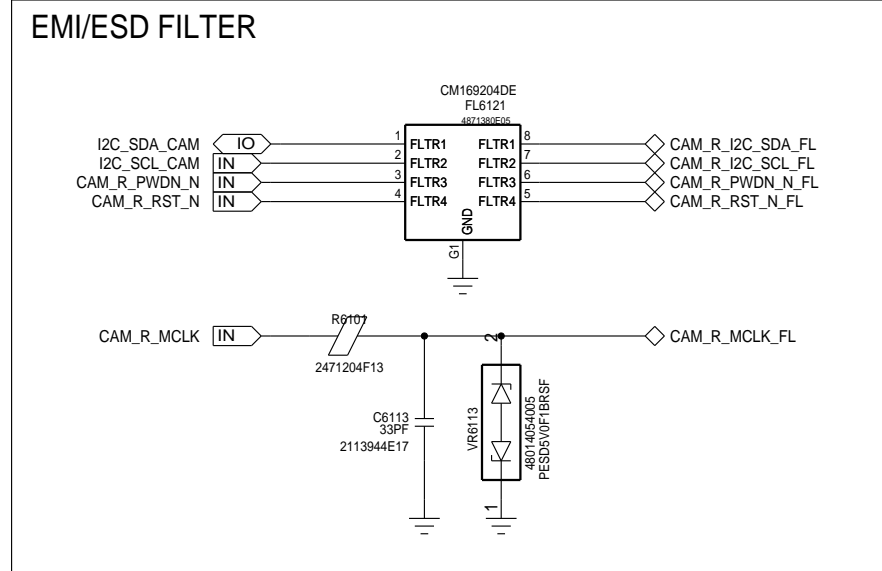 EMI/ESD FILTER
CM169204DE
FL6121
4871380E05
I2C_SDA_CAM IO 1 FLTR1 FLTR1 8 CAM_R_I2C_SDA_FL
I2C_SCL_CAM IN 2 FLTR2 FLTR2 7 CAM_R_I2C_SCL_FL
CAM_R_PWDN_N IN 3 FLTR3 FLTR3 6 CAM_R_PWDN_N_FL
CAM_R_RST_N IN 4 FLTR4 FLTR4 5 CAM_R_RST_N_FL
GND
G1
R6101
CAM_R_MCLK IN 2 CAM_R_MCLK_FL
2471204F13
C6113
33PF
2113944E17
VR6113
48014054005
PESD5V0F1BRSF
1